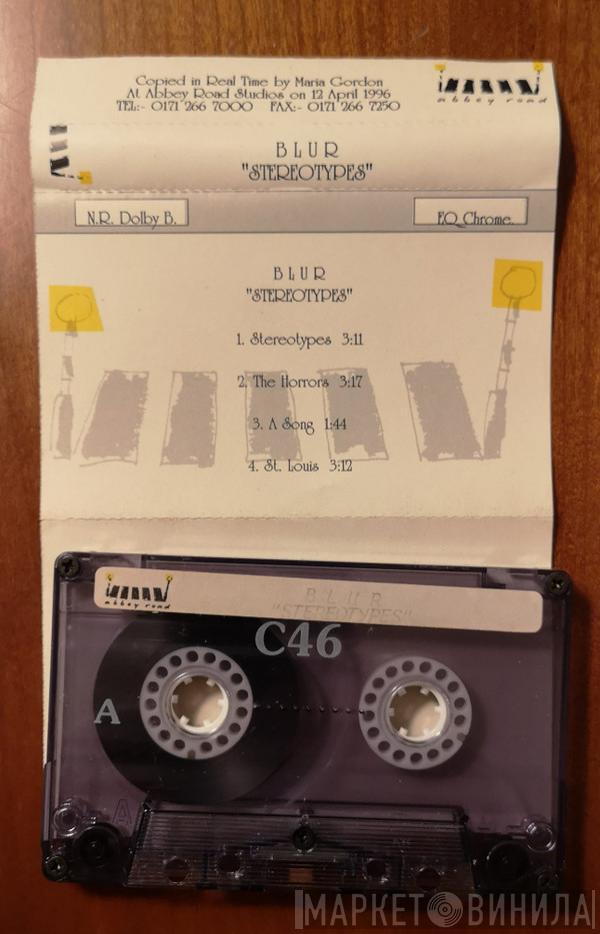 Copied in Real Time by Maria Gordon
At Abbey Road Studios on 12 April 1996
TEL:- 0171 266 7000 FAX:- 0171 266 7250
abbey road
BLUR
"STEREOTYPES"
N.R. Dolby B.
EQ Chrome.
BLUR
"STEREOTYPES"
1. Stereotypes 3:11
2. The Horrors 3:17
3. A Song 1:44
4. St. Louis 3:12
abbey road
BLUR
"STEREOTYPES"
C46
A
A
МАРКЕТ ВИНИЛА